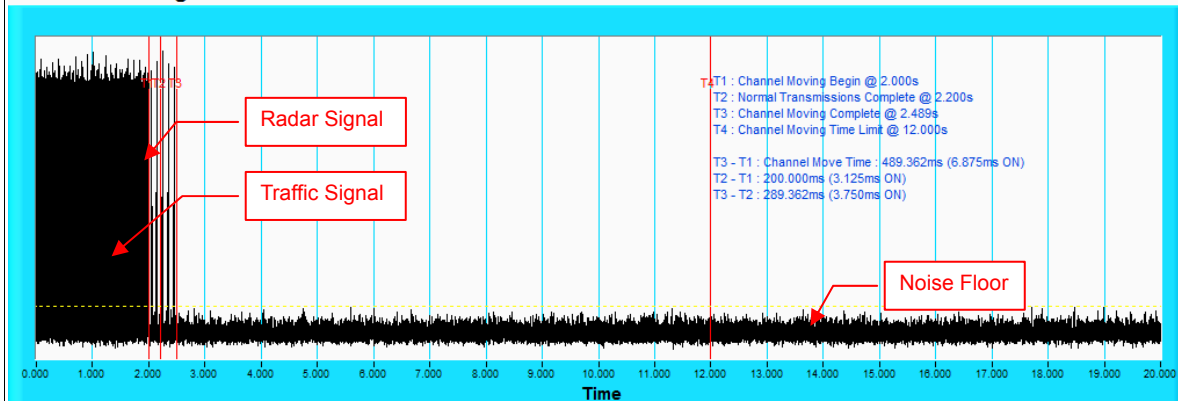 T1 T2 T3
T4
T1 : Channel Moving Begin @ 2.000s
T2 : Normal Transmissions Complete @ 2.200s
T3 : Channel Moving Complete @ 2.489s
T4 : Channel Moving Time Limit @ 12.000s
T3 - T1 : Channel Move Time : 489.362ms (6.875ms ON)
T2 - T1 : 200.000ms (3.125ms ON)
T3 - T2 : 289.362ms (3.750ms ON)
Radar Signal
Traffic Signal
Noise Floor
0.000 1.000 2.000 3.000 4.000 5.000 6.000 7.000 8.000 9.000 10.000 11.000 12.000 13.000 14.000 15.000 16.000 17.000 18.000 19.000 20.000
Time